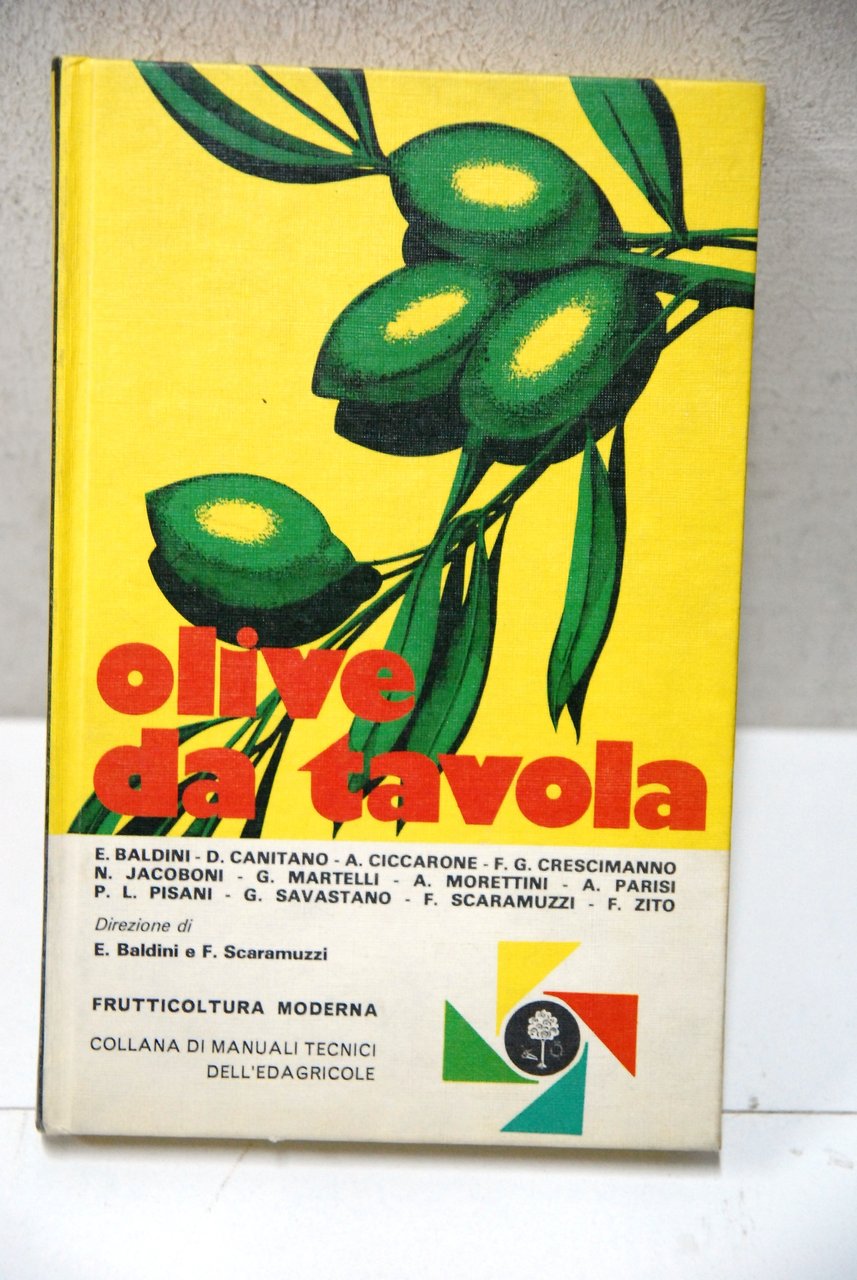 olive
da tavola
E. BALDINI - D. CANITANO - A. CICCARONE - F. G. CRESCIMANNO
N. JACOBONI - G. MARTELLI - A. MORETTINI - A. PARISI
P. L. PISANI - G. SAVASTANO - F. SCARAMUZZI - F. ZITO
Direzione di
E. Baldini e F. Scaramuzzi
FRUTTICOLTURA MODERNA
COLLANA DI MANUALI TECNICI
DELL'EDAGRICOLE